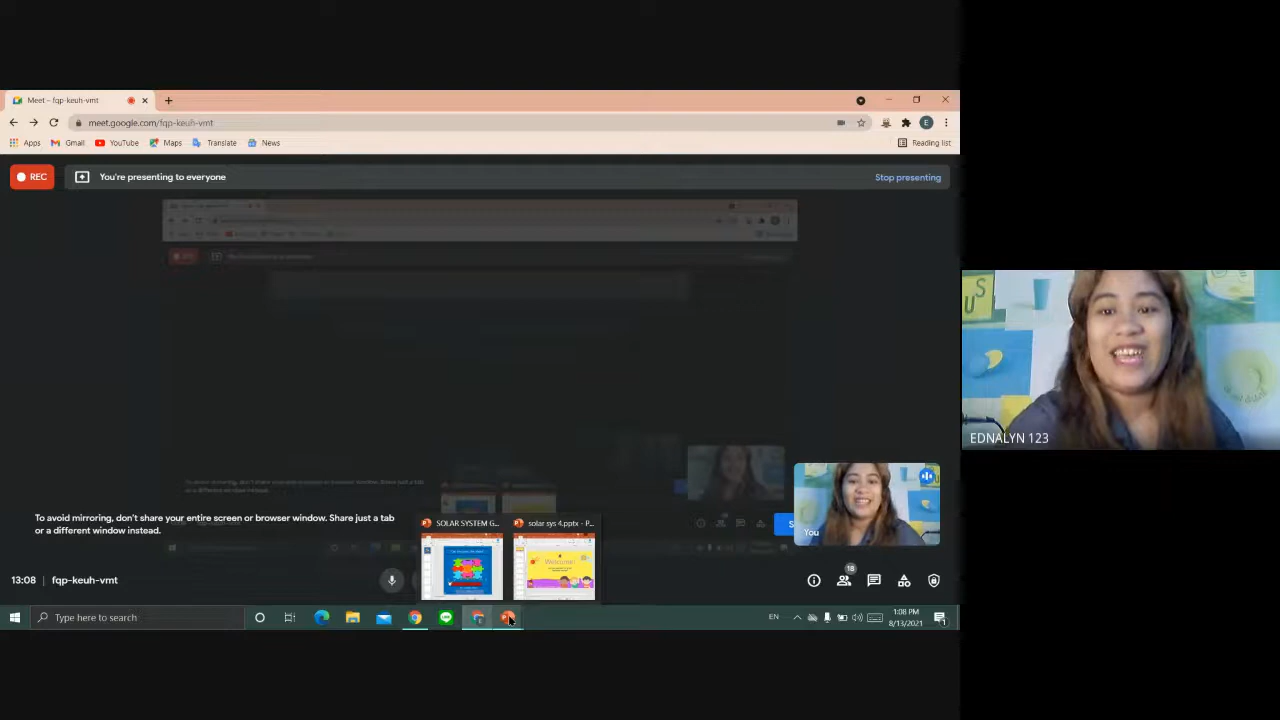 Meet – fqp-keuh-vmt
meet.google.com/fqp-keuh-vmt
Apps Gmail YouTube Maps Translate News Reading list
REC You're presenting to everyone Stop presenting
To avoid mirroring, don't share your entire screen or browser window. Share just a tab
or a different window instead.
SOLAR SYSTEM G... solar sys 4.pptx - P...
Welcome!
You
US
EDNALYN 123
13:08 | fqp-keuh-vmt
18
Type here to search
EN
1:08 PM
8/13/2021